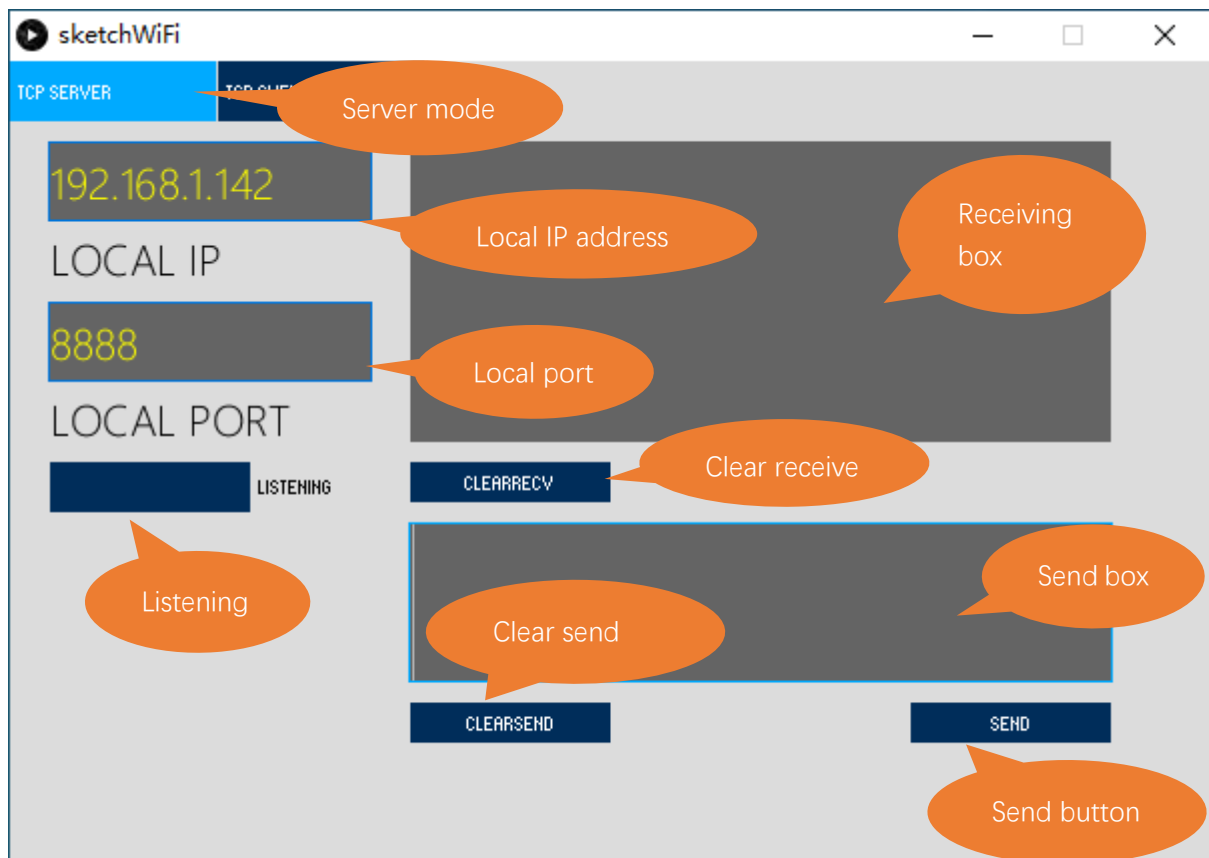 sketchWiFi
TCP SERVER
Server mode
192.168.1.142
Local IP address
LOCAL IP
Receiving
box
8888
Local port
LOCAL PORT
LISTENING
CLEARRECV
Clear receive
Listening
Send box
Clear send
CLEARSEND
SEND
Send button